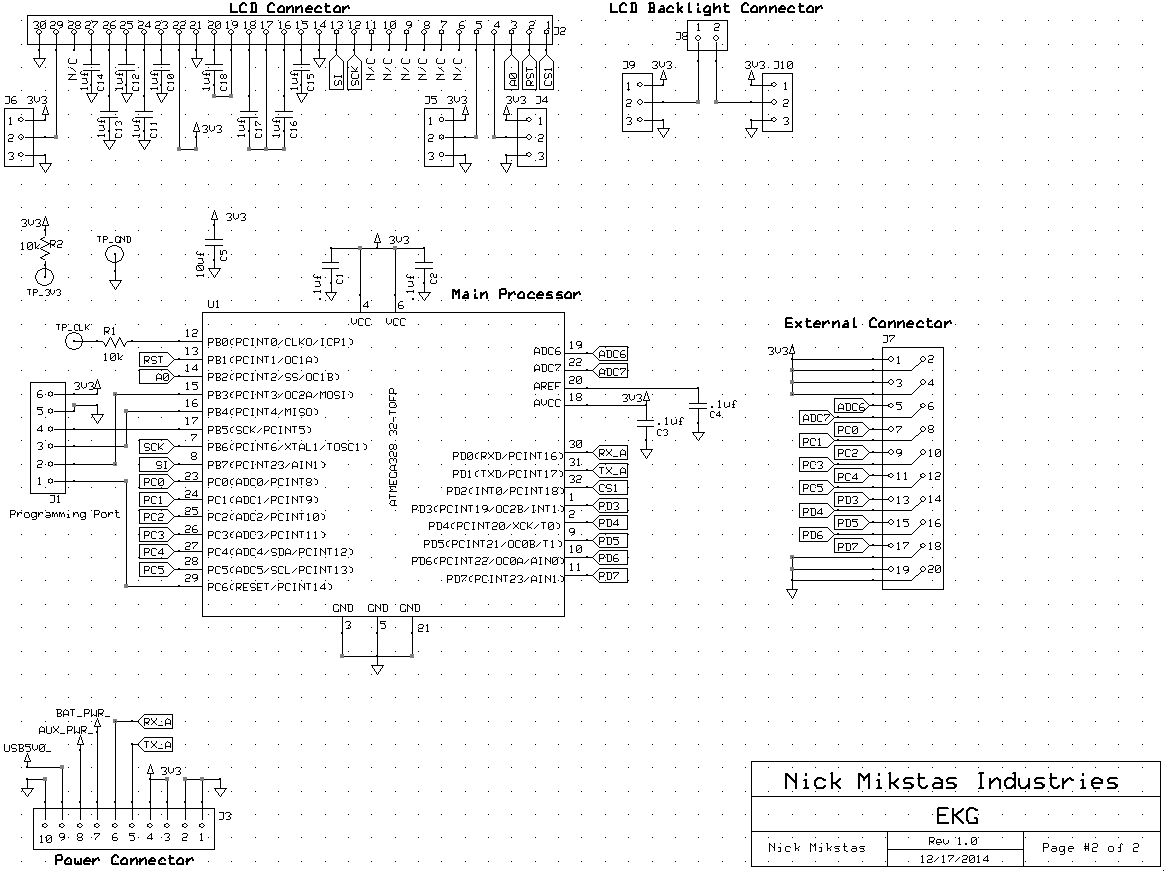 LCD Connector
LCD Backlight Connector
30 29 28 27 26 25 24 23 22 21 20 19 18 17 16 15 14 13 12 11 10 9 8 7 6 5 4 3 2 1
J2
N/C
1uf C14
1uf C12
1uf C10
1uf C18
1uf C15
SI
SCK
N/C
N/C
N/C
N/C
N/C
N/C
A0
RST
CS1
1uf C13
1uf C11
1uf C17
1uf C16
3V3
J6 3V3
1
2
3
J5 3V3
1
2
3
3V3 J4
1
2
3
J8
1 2
J9 3V3
1
2
3
3V3 J10
1
2
3
3V3
10k R2
TP_3V3
TP_GND
3V3
10uf C5
3V3
.1uf C1
.1uf C2
Main Processor
U1
4 6
VCC VCC
ATMEGA328_32-TQFP
TP_CLK R1
10k
12 PB0(PCINT0/CLKO/ICP1)
RST 13 PB1(PCINT1/OC1A)
A0 14 PB2(PCINT2/SS/OC1B)
15 PB3(PCINT3/OC2A/MOSI)
16 PB4(PCINT4/MISO)
17 PB5(SCK/PCINT5)
SCK 7 PB6(PCINT6/XTAL1/TOSC1)
SI 8 PB7(PCINT23/AIN1)
PC0 23 PC0(ADC0/PCINT8)
PC1 24 PC1(ADC1/PCINT9)
PC2 25 PC2(ADC2/PCINT10)
PC3 26 PC3(ADC3/PCINT11)
PC4 27 PC4(ADC4/SDA/PCINT12)
PC5 28 PC5(ADC5/SCL/PCINT13)
29 PC6(RESET/PCINT14)
3V3
6
5
4
3
2
1
J1
Programming Port
ADC6 19 ADC6
ADC7 22 ADC7
AREF 20
AVCC 18
3V3
.1uf C3
.1uf C4
PD0(RXD/PCINT16) 30 RX_A
PD1(TXD/PCINT17) 31 TX_A
PD2(INT0/PCINT18) 32 CS1
PD3(PCINT19/OC2B/INT1) 1 PD3
PD4(PCINT20/XCK/T0) 2 PD4
PD5(PCINT21/OC0B/T1) 9 PD5
PD6(PCINT22/OC0A/AIN0) 10 PD6
PD7(PCINT23/AIN1) 11 PD7
GND GND GND
3 5 21
External Connector
J7
3V3
1 2
3 4
ADC6 5 6
ADC7
PC0 7 8
PC1
PC2 9 10
PC3
PC4 11 12
PC5
PD3 13 14
PD4
PD5 15 16
PD6
PD7 17 18
19 20
BAT_PWR_
AUX_PWR_
USB5V0_
RX_A
TX_A
3V3
J3
10 9 8 7 6 5 4 3 2 1
Power Connector
Nick Mikstas Industries
EKG
Nick Mikstas
Rev 1.0
12/17/2014
Page #2 of 2